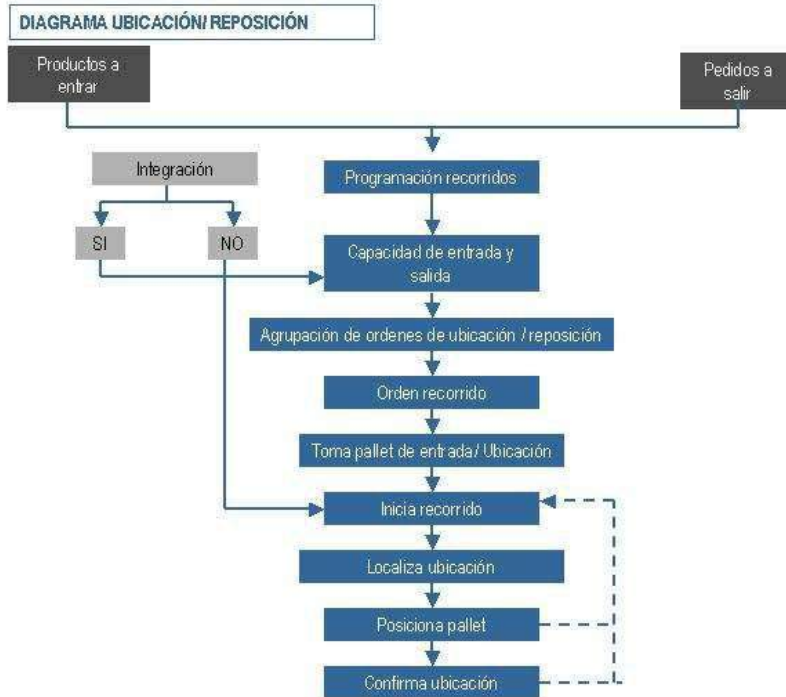 DIAGRAMA UBICACIÓN/ REPOSICIÓN
Productos a
entrar
Pedidos a
salir
Integración
Programación recorridos
SI
NO
Capacidad de entrada y
salida
Agrupación de ordenes de ubicación / reposición
Orden recorrido
Toma pallet de entrada/ Ubicación
Inicia recorrido
Localiza ubicación
Posiciona pallet
Confirma ubicación